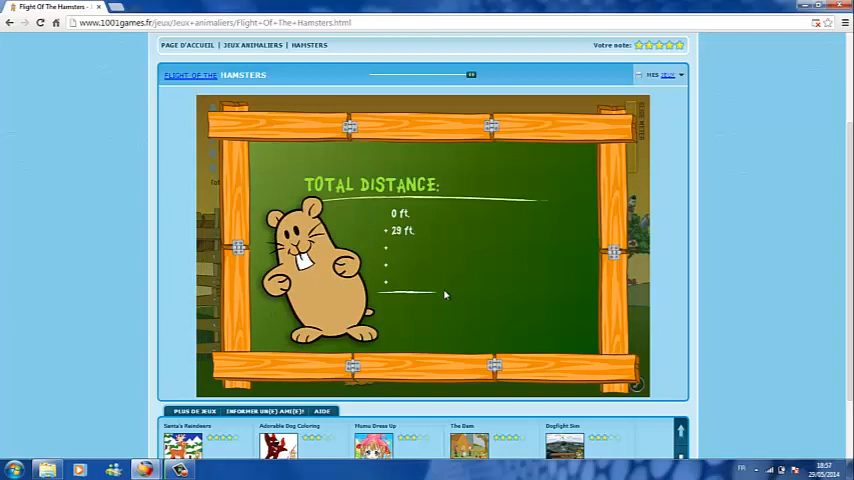 Flight Of The Hamsters - J
www.1001games.fr/jeux/Jeux+animaliers/Flight+Of+The+Hamsters.html
PAGE D'ACCUEIL | JEUX ANIMALIERS | HAMSTERS
Votre note:
FLIGHT OF THE HAMSTERS
MES JEUX
TOTAL DISTANCE:
0 ft.
+ 29 ft.
+
+
+
PLUS DE JEUX
INFORMER UN(E) AMI(E)!
AIDE
Santa's Reindeers
Adorable Dog Coloring
Mumu Dress Up
The Dam
Dogfight Sim
FR
18:57
29/05/2014